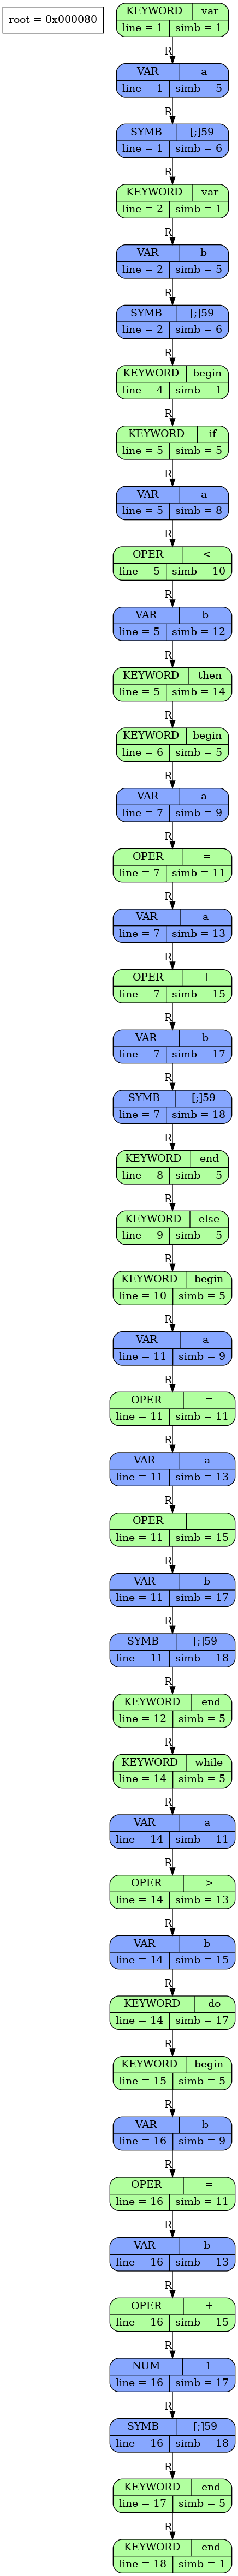 root = 0x000080
KEYWORD var
line = 1 simb = 1
R
VAR a
line = 1 simb = 5
R
SYMB [;]59
line = 1 simb = 6
R
KEYWORD var
line = 2 simb = 1
R
VAR b
line = 2 simb = 5
R
SYMB [;]59
line = 2 simb = 6
R
KEYWORD begin
line = 4 simb = 1
R
KEYWORD if
line = 5 simb = 5
R
VAR a
line = 5 simb = 8
R
OPER <
line = 5 simb = 10
R
VAR b
line = 5 simb = 12
R
KEYWORD then
line = 5 simb = 14
R
KEYWORD begin
line = 6 simb = 5
R
VAR a
line = 7 simb = 9
R
OPER =
line = 7 simb = 11
R
VAR a
line = 7 simb = 13
R
OPER +
line = 7 simb = 15
R
VAR b
line = 7 simb = 17
R
SYMB [;]59
line = 7 simb = 18
R
KEYWORD end
line = 8 simb = 5
R
KEYWORD else
line = 9 simb = 5
R
KEYWORD begin
line = 10 simb = 5
R
VAR a
line = 11 simb = 9
R
OPER =
line = 11 simb = 11
R
VAR a
line = 11 simb = 13
R
OPER -
line = 11 simb = 15
R
VAR b
line = 11 simb = 17
R
SYMB [;]59
line = 11 simb = 18
R
KEYWORD end
line = 12 simb = 5
R
KEYWORD while
line = 14 simb = 5
R
VAR a
line = 14 simb = 11
R
OPER >
line = 14 simb = 13
R
VAR b
line = 14 simb = 15
R
KEYWORD do
line = 14 simb = 17
R
KEYWORD begin
line = 15 simb = 5
R
VAR b
line = 16 simb = 9
R
OPER =
line = 16 simb = 11
R
VAR b
line = 16 simb = 13
R
OPER +
line = 16 simb = 15
R
NUM 1
line = 16 simb = 17
R
SYMB [;]59
line = 16 simb = 18
R
KEYWORD end
line = 17 simb = 5
R
KEYWORD end
line = 18 simb = 1